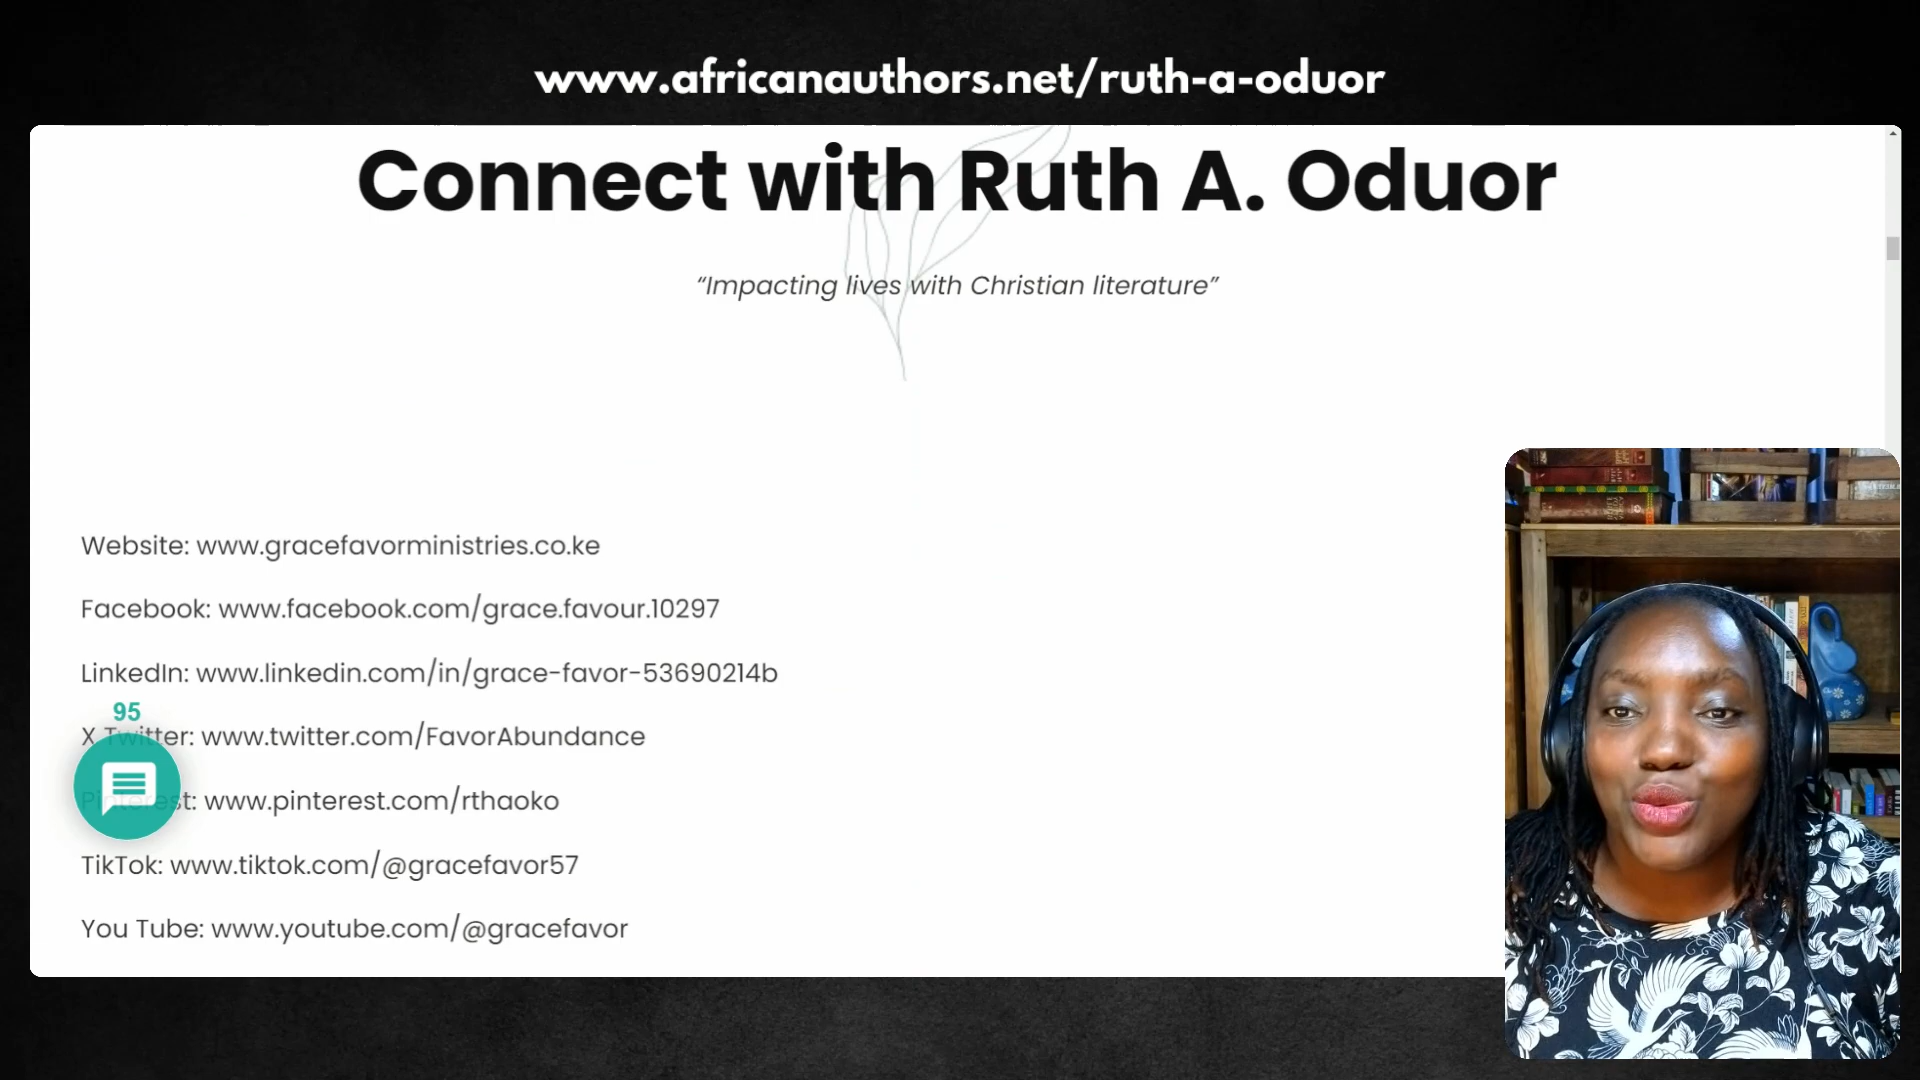 www.africanauthors.net/ruth-a-oduor
Connect with Ruth A. Oduor
“Impacting lives with Christian literature”
Website: www.gracefavorministries.co.ke
Facebook: www.facebook.com/grace.favour.10297
LinkedIn: www.linkedin.com/in/grace-favor-53690214b
95
X Twitter: www.twitter.com/FavorAbundance
Pinterest: www.pinterest.com/rthaoko
TikTok: www.tiktok.com/@gracefavor57
You Tube: www.youtube.com/@gracefavor